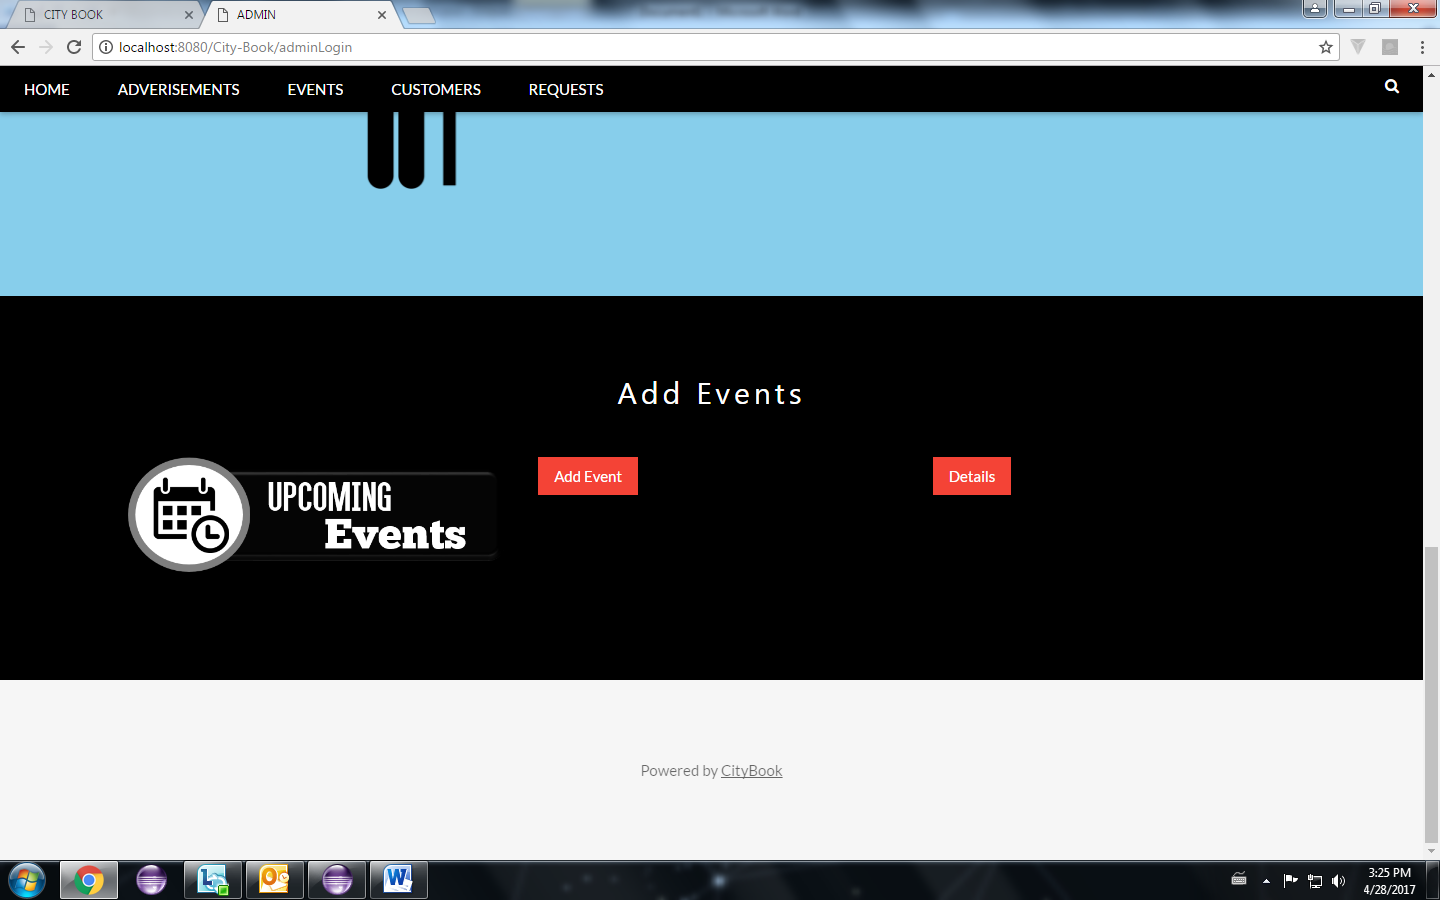 CITY BOOK
ADMIN
localhost:8080/City-Book/adminLogin
HOME
ADVERISEMENTS
EVENTS
CUSTOMERS
REQUESTS
Add Events
UPCOMING
Events
Add Event
Details
Powered by CityBook
3:25 PM
4/28/2017